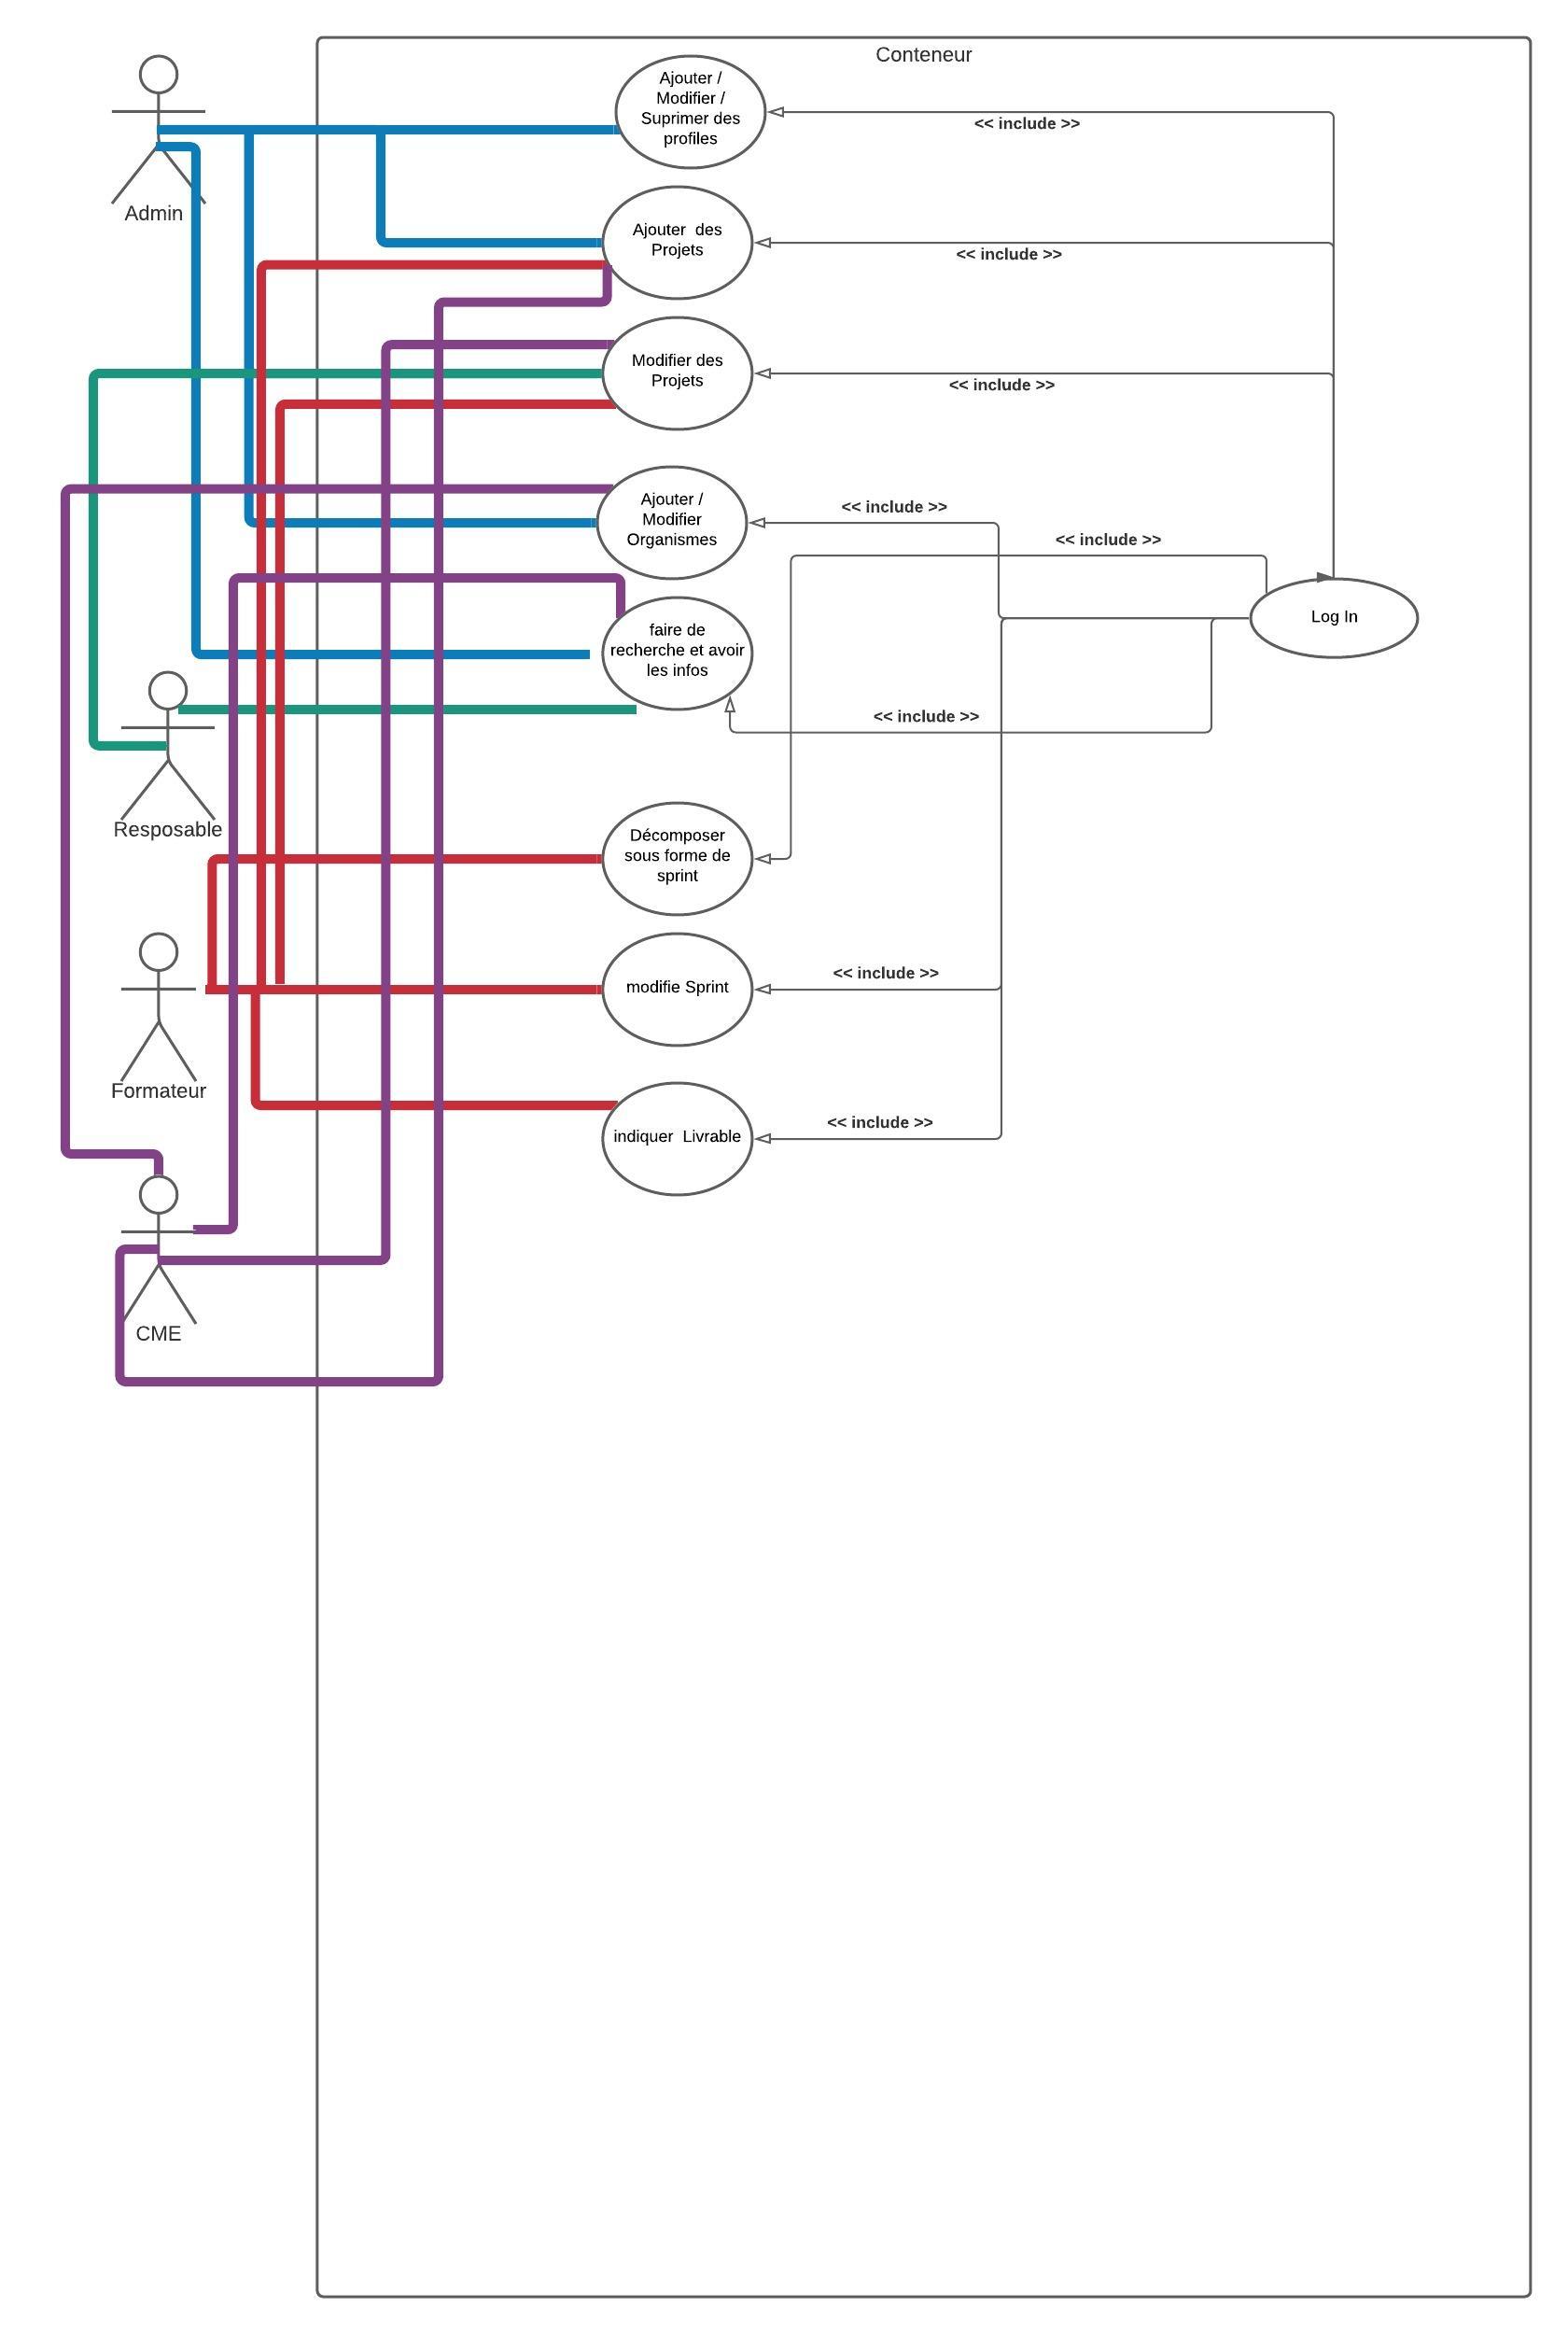 Conteneur
Admin
Ajouter /
Modifier /
Suprimer des
profiles
<< include >>
Ajouter des
Projets
<< include >>
Modifier des
Projets
<< include >>
Ajouter /
Modifier
Organismes
<< include >>
<< include >>
Log In
faire de
recherche et avoir
les infos
<< include >>
Resposable
Décomposer
sous forme de
sprint
modifie Sprint
<< include >>
Formateur
indiquer Livrable
<< include >>
CME